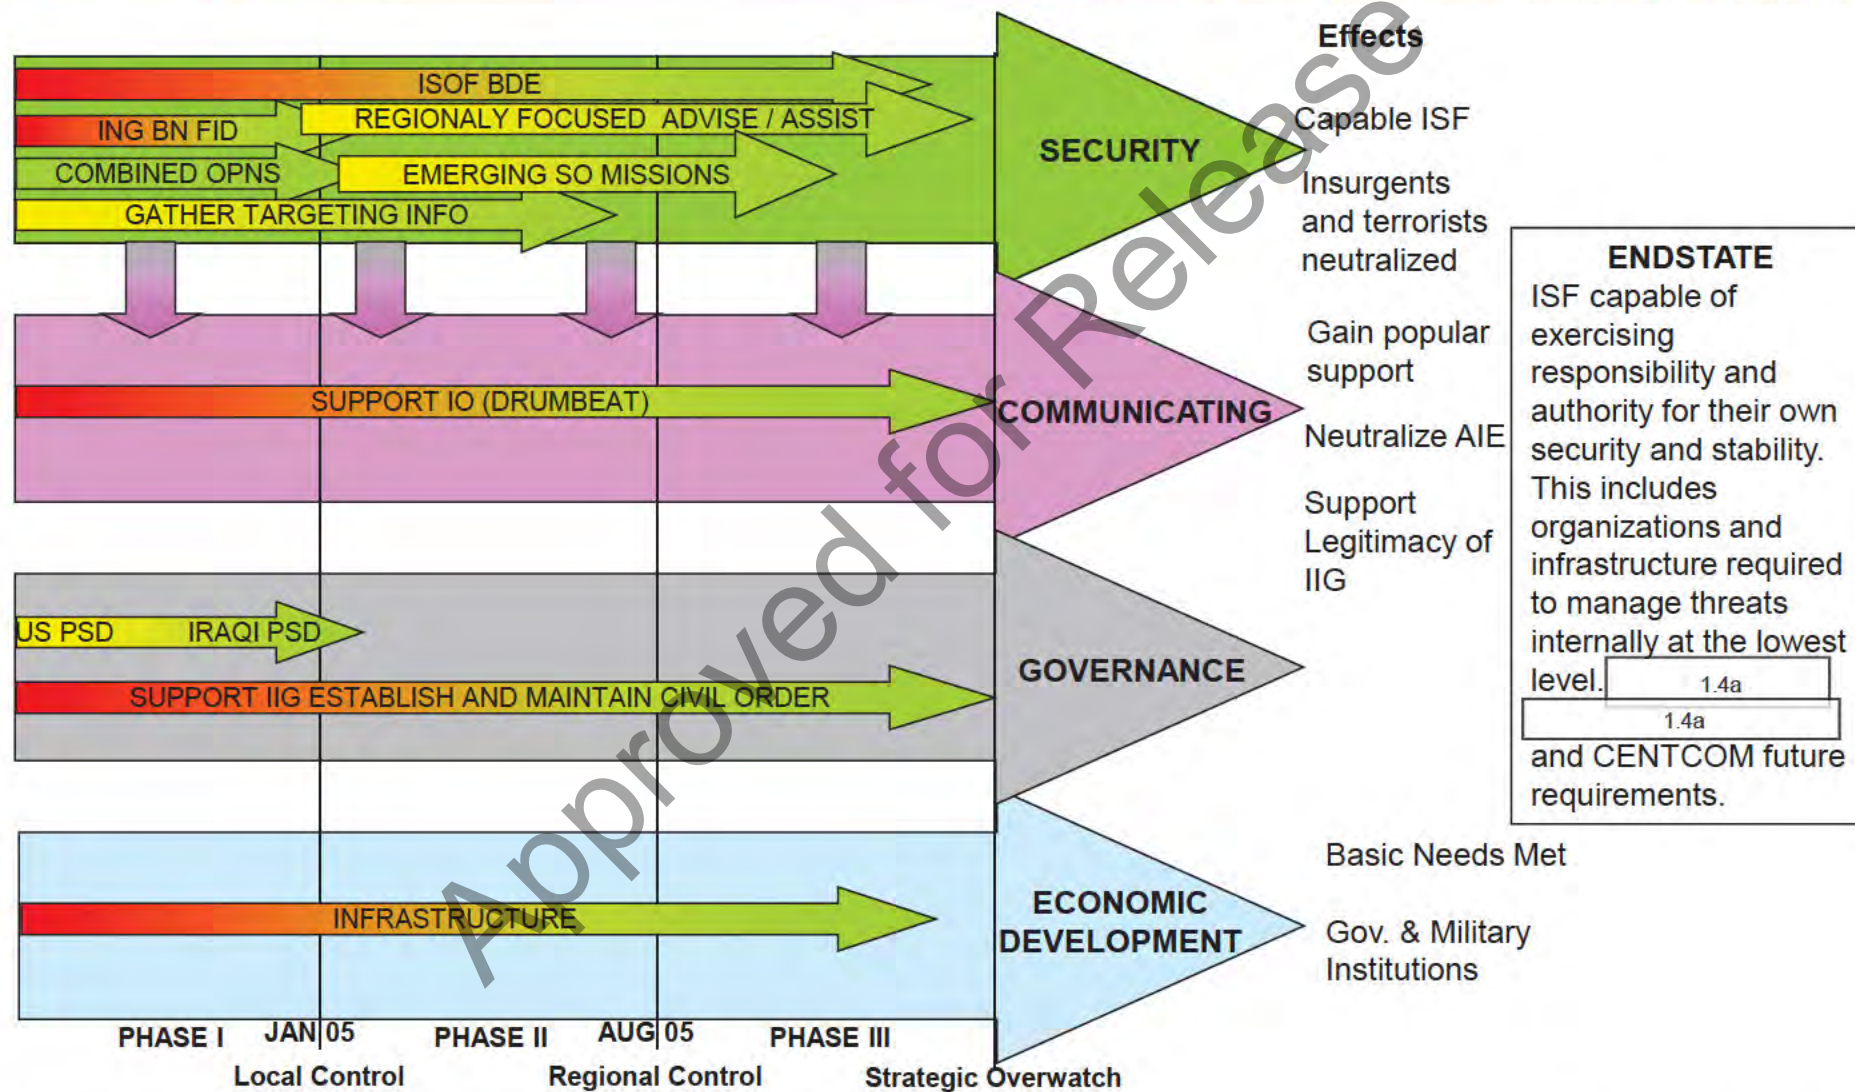 Effects
ISOF BDE
REGIONALY FOCUSED ADVISE / ASSIST
ING BN FID
COMBINED OPNS
EMERGING SO MISSIONS
GATHER TARGETING INFO
SECURITY
Capable ISF
Insurgents
and terrorists
neutralized
SUPPORT IO (DRUMBEAT)
COMMUNICATING
Gain popular
support
Neutralize AIE
Support
Legitimacy of
IIG
US PSD IRAQI PSD
SUPPORT IIG ESTABLISH AND MAINTAIN CIVIL ORDER
GOVERNANCE
INFRASTRUCTURE
ECONOMIC
DEVELOPMENT
Basic Needs Met
Gov. & Military
Institutions
ENDSTATE
ISF capable of
exercising
responsibility and
authority for their own
security and stability.
This includes
organizations and
infrastructure required
to manage threats
internally at the lowest
level. 1.4a
1.4a
and CENTCOM future
requirements.
PHASE I JAN 05 PHASE II AUG 05 PHASE III
Local Control Regional Control Strategic Overwatch
Approved for Release